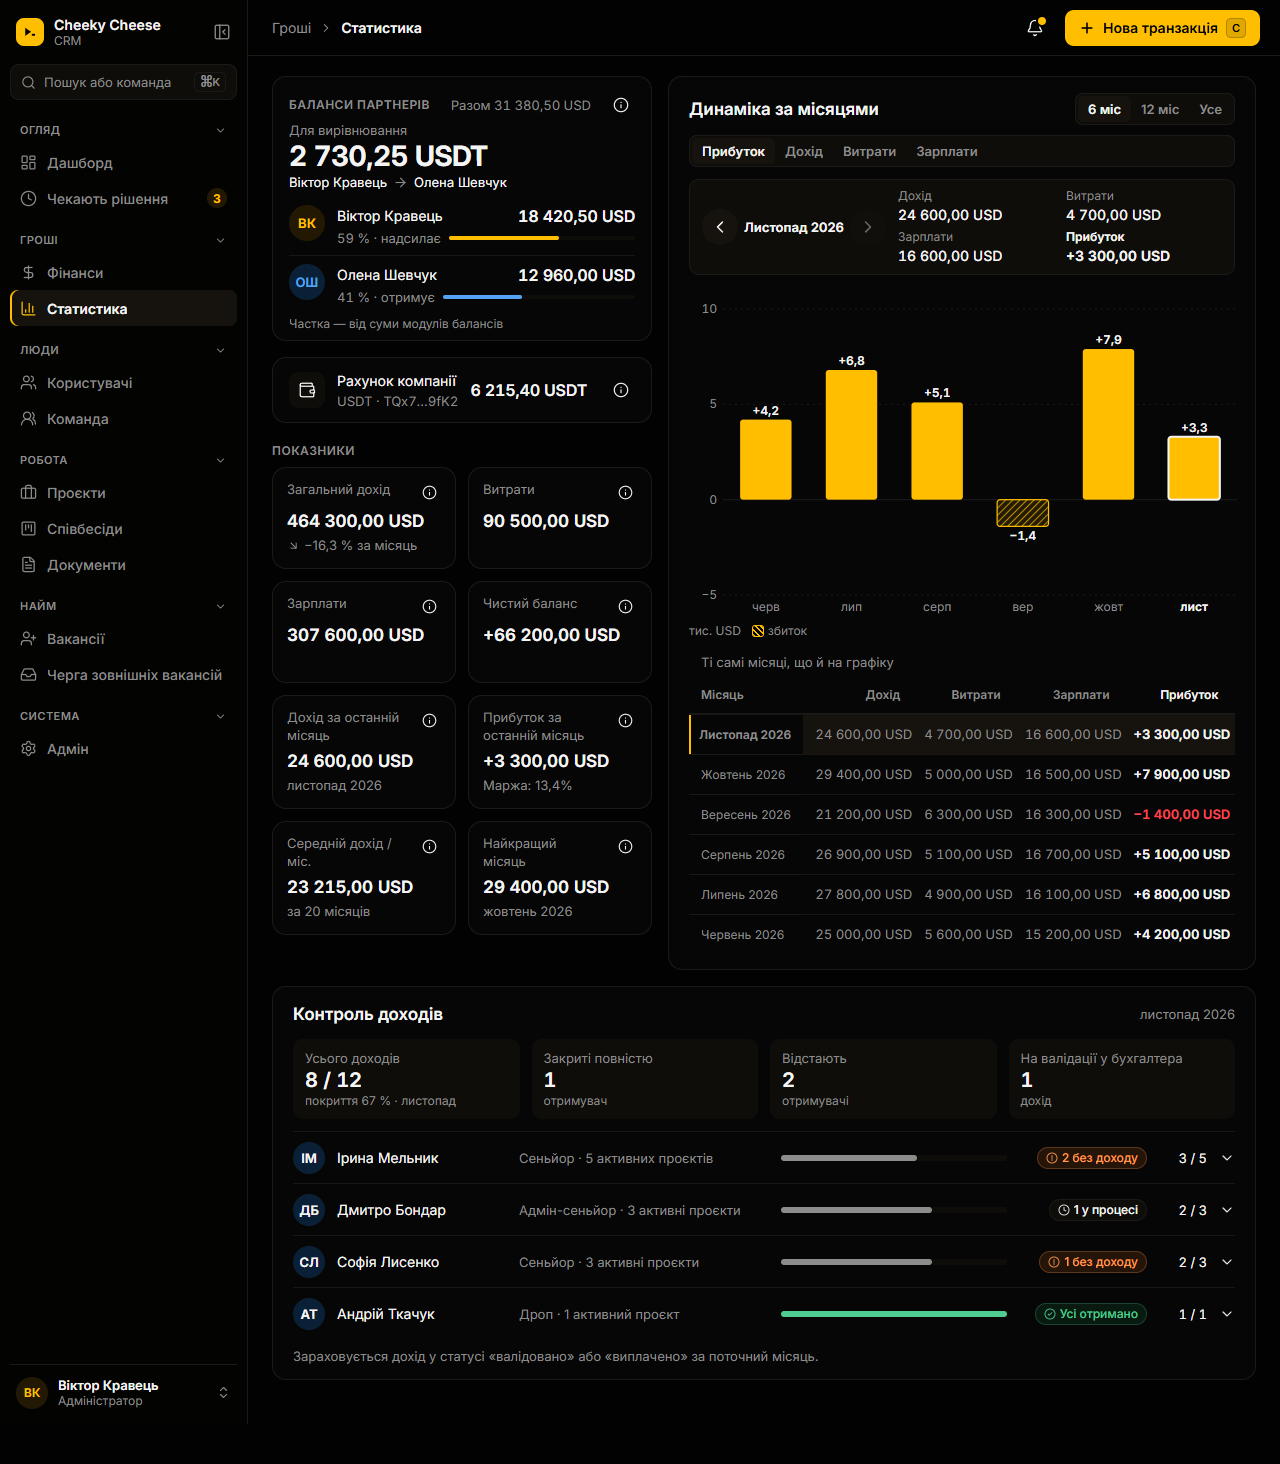 Cheeky Cheese
CRM
Пошук або команда
⌘K
ОГЛЯД
Дашборд
Чекають рішення
3
ГРОШІ
Фінанси
Статистика
ЛЮДИ
Користувачі
Команда
РОБОТА
Проєкти
Співбесіди
Документи
НАЙМ
Вакансії
Черга зовнішніх вакансій
СИСТЕМА
Адмін
ВК
Віктор Кравець
Адміністратор
Гроші > Статистика
Нова транзакція
C
БАЛАНСИ ПАРТНЕРІВ Разом 31 380,50 USD
Для вирівнювання
2 730,25 USDT
Віктор Кравець → Олена Шевчук
ВК
Віктор Кравець 18 420,50 USD
59 % · надсилає
ОШ
Олена Шевчук 12 960,00 USD
41 % · отримує
Частка — від суми модулів балансів
Рахунок компанії
USDT · TQx7...9fK2
6 215,40 USDT
ПОКАЗНИКИ
Загальний дохід
464 300,00 USD
−16,3 % за місяць
Витрати
90 500,00 USD
Зарплати
307 600,00 USD
Чистий баланс
+66 200,00 USD
Дохід за останній
місяць
24 600,00 USD
листопад 2026
Прибуток за
останній місяць
+3 300,00 USD
Маржа: 13,4%
Середній дохід /
міс.
23 215,00 USD
за 20 місяців
Найкращий
місяць
29 400,00 USD
жовтень 2026
Динаміка за місяцями
6 міс 12 міс Усе
Прибуток Дохід Витрати Зарплати
Листопад 2026
Дохід
24 600,00 USD
Витрати
4 700,00 USD
Зарплати
16 600,00 USD
Прибуток
+3 300,00 USD
10
5
0
−5
+4,2
+6,8
+5,1
−1,4
+7,9
+3,3
черв лип серп вер жовт лист
тис. USD збиток
Ті самі місяці, що й на графіку
Місяць Дохід Витрати Зарплати Прибуток
Листопад 2026 24 600,00 USD 4 700,00 USD 16 600,00 USD +3 300,00 USD
Жовтень 2026 29 400,00 USD 5 000,00 USD 16 500,00 USD +7 900,00 USD
Вересень 2026 21 200,00 USD 6 300,00 USD 16 300,00 USD −1 400,00 USD
Серпень 2026 26 900,00 USD 5 100,00 USD 16 700,00 USD +5 100,00 USD
Липень 2026 27 800,00 USD 4 900,00 USD 16 100,00 USD +6 800,00 USD
Червень 2026 25 000,00 USD 5 600,00 USD 15 200,00 USD +4 200,00 USD
Контроль доходів
листопад 2026
Усього доходів
8 / 12
покриття 67 % · листопад
Закриті повністю
1
отримувач
Відстають
2
отримувачі
На валідації у бухгалтера
1
дохід
ІМ Ірина Мельник Сеньйор · 5 активних проєктів 2 без доходу 3 / 5
ДБ Дмитро Бондар Адмін-сеньйор · 3 активні проєкти 1 у процесі 2 / 3
СЛ Софія Лисенко Сеньйор · 3 активні проєкти 1 без доходу 2 / 3
АТ Андрій Ткачук Дроп · 1 активний проєкт Усі отримано 1 / 1
Зараховується дохід у статусі «валідовано» або «виплачено» за поточний місяць.